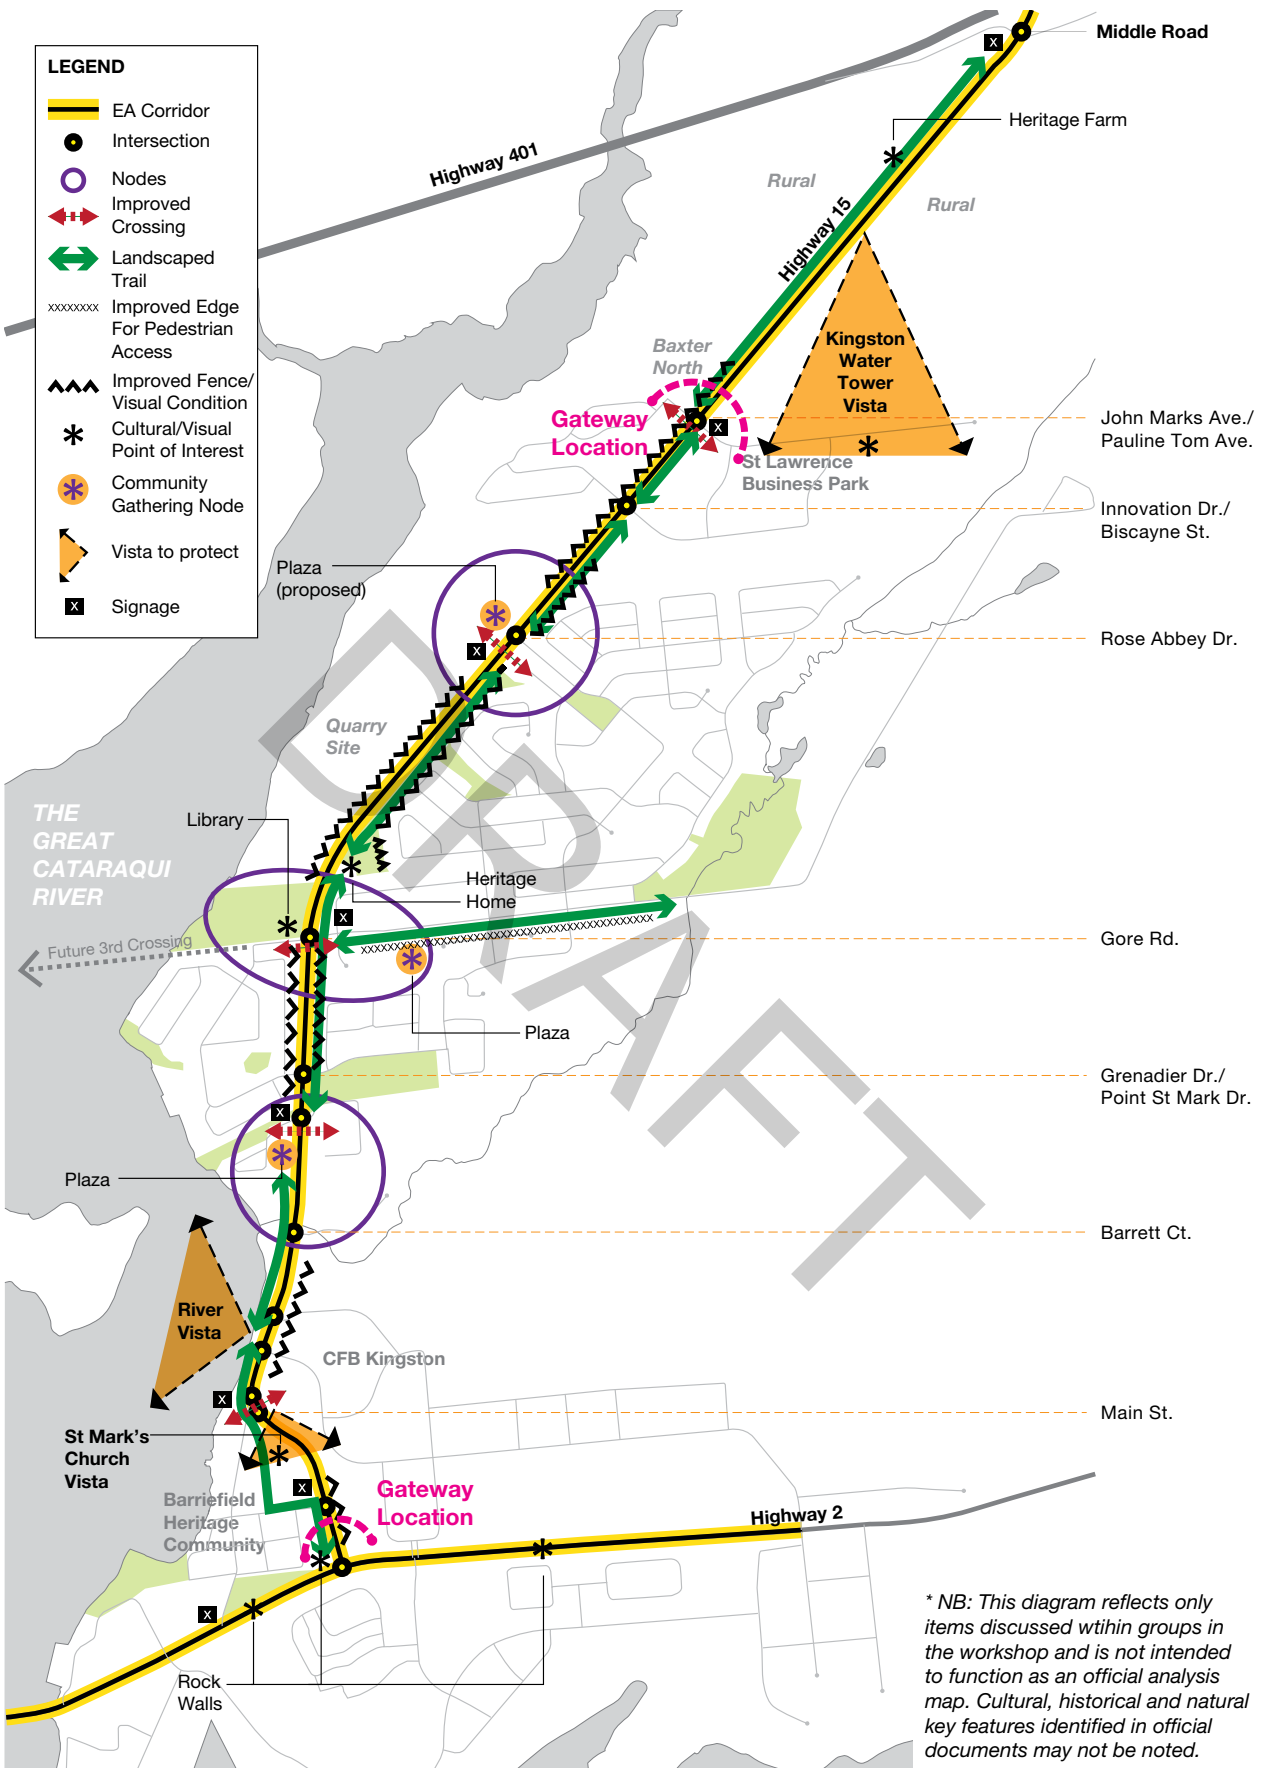 LEGEND
EA Corridor
Intersection
Nodes
Improved
Crossing
Landscaped
Trail
xxxxxxxx
Improved Edge
For Pedestrian
Access
Improved Fence/
Visual Condition
Cultural/Visual
Point of Interest
Community
Gathering Node
Vista to protect
x
Signage
Middle Road
x
Heritage Farm
Highway 401
Rural
Rural
Highway 15
Kingston
Water
Tower
Vista
Baxter
North
Gateway
Location
x
John Marks Ave./
Pauline Tom Ave.
St Lawrence
Business Park
Innovation Dr./
Biscayne St.
Plaza
(proposed)
x
Rose Abbey Dr.
Quarry
Site
THE
GREAT
CATARAQUI
RIVER
Library
Heritage
Home
x
Future 3rd Crossing
Gore Rd.
Plaza
Grenadier Dr./
Point St Mark Dr.
x
Plaza
Barrett Ct.
River
Vista
CFB Kingston
x
Main St.
St Mark's
Church
Vista
x
Barriefield
Heritage
Community
Gateway
Location
Highway 2
x
Rock
Walls
DRAFT
* NB: This diagram reflects only
items discussed wtihin groups in
the workshop and is not intended
to function as an official analysis
map. Cultural, historical and natural
key features identified in official
documents may not be noted.